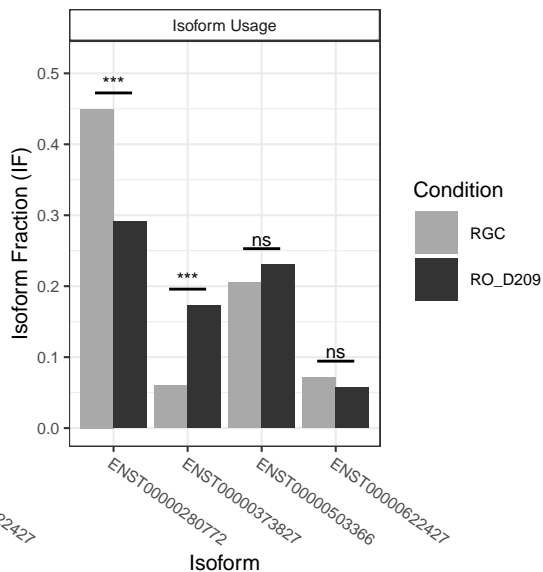 Isoform Usage
0.5
0.4
0.3
0.2
0.1
0.0
Isoform Fraction (IF)
***
***
ns
ns
Condition
RGC
RO_D209
ENST00000280772
ENST00000373827
ENST00000503366
ENST00000622427
22427
Isoform